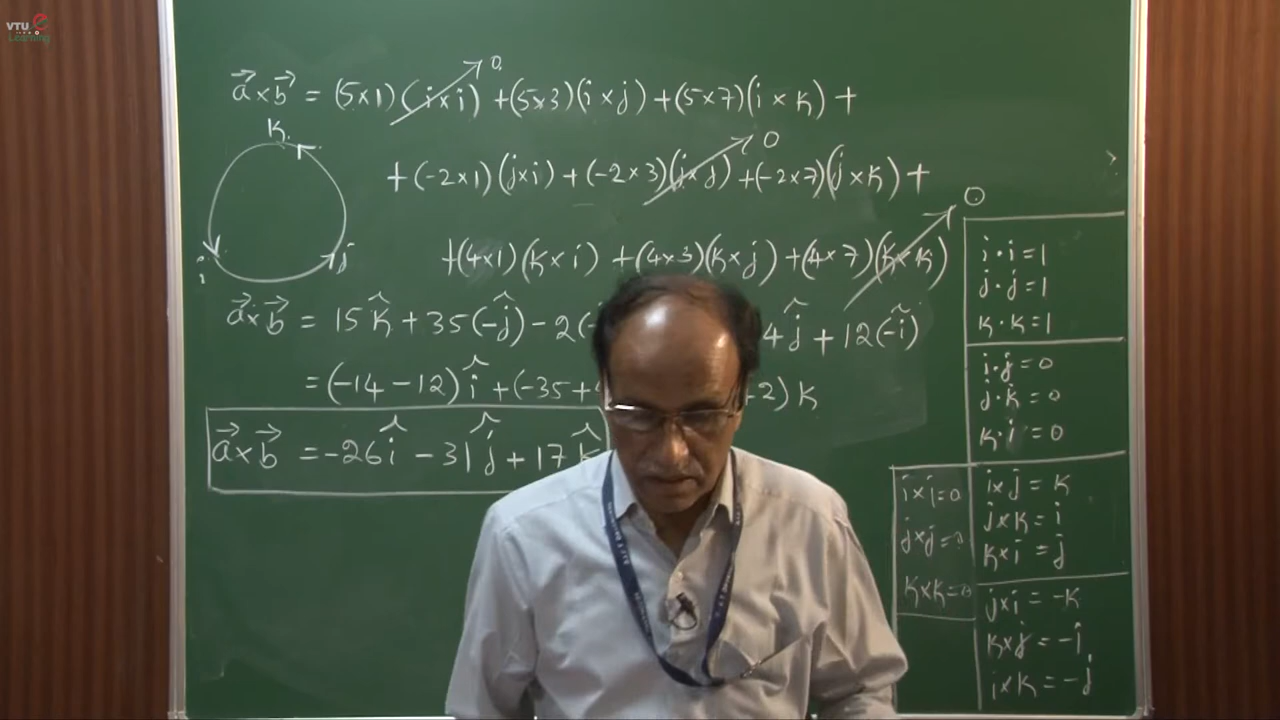 VTU e
Learning
a⃗×b⃗ = (5×1)(i×i) +(5×3)(i×j) +(5×7)(i×k) +
0
+(-2×1)(j×i) + (-2×3)(j×j) +(-2×7)(j×k) +
0
+(4×1)(k×i) +(4×3)(k×j) +(4×7)(k×k)
0
k
i
j
a⃗×b⃗ = 15k̂ + 35(-ĵ) - 2(- 4ĵ + 12(-î)
= (-14-12)î + (-35+ -2)k
a⃗×b⃗ = -26î - 31ĵ + 17k̂
i·i=1
j·j=1
k·k=1
i·j=0
j·k=0
k·i=0
i×i=0
j×j=0
k×k=0
i×j=k
j×k=i
k×i=j
j×i=-k
k×j=-i
i×k=-j